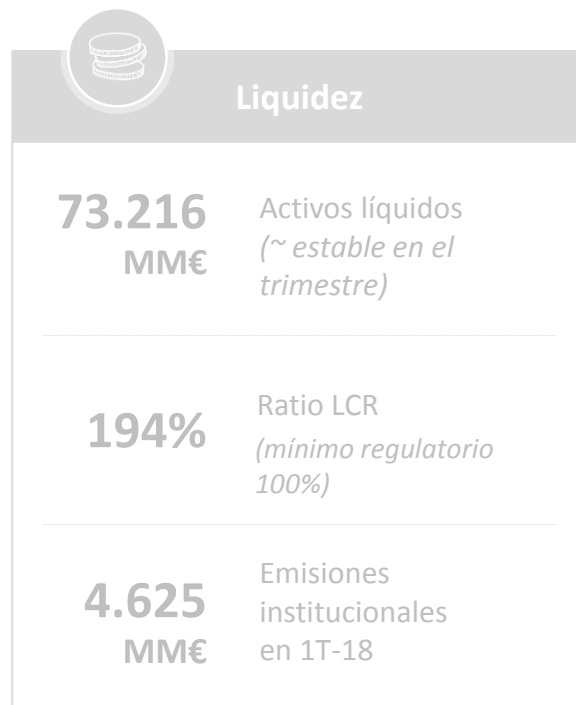 Liquidez
73.216
MM€
Activos líquidos
(~ estable en el
trimestre)
194%
Ratio LCR
(mínimo regulatorio
100%)
4.625
MM€
Emisiones
institucionales
en 1T-18